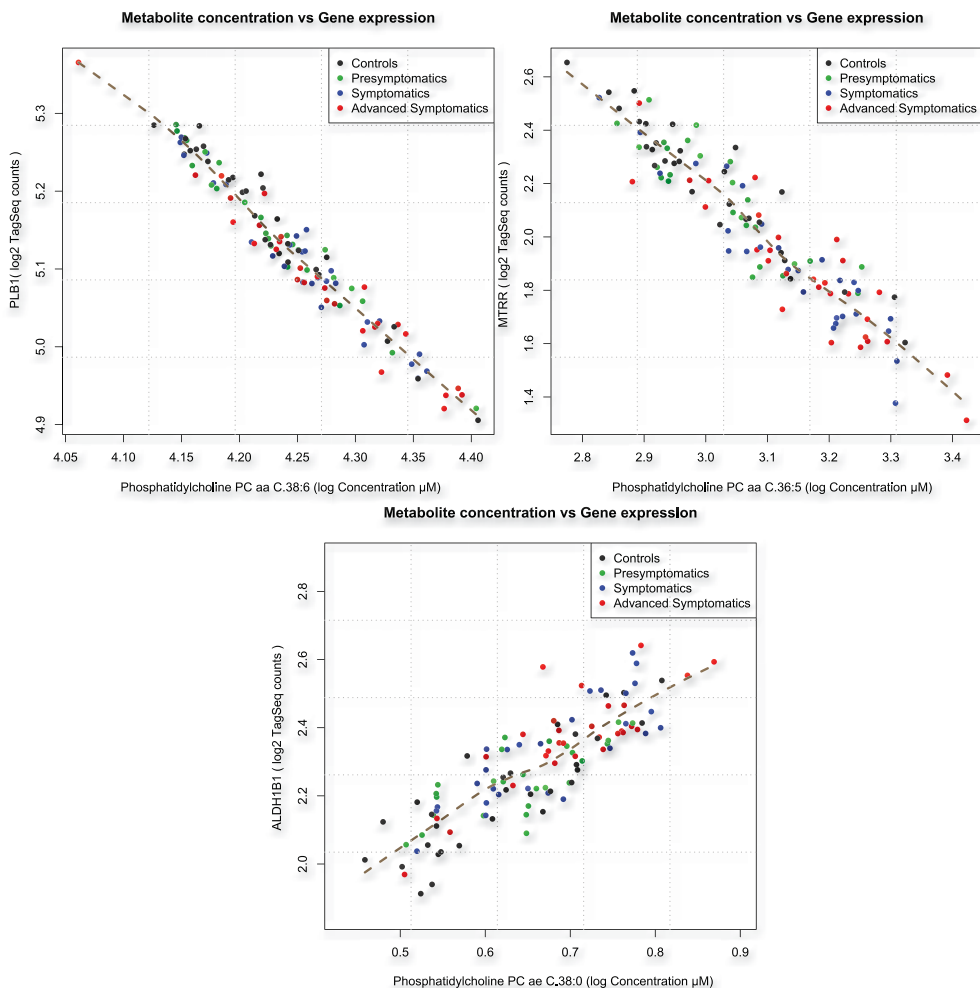 Metabolite concentration vs Gene expression
Controls
Presymptomatics
Symptomatics
Advanced Symptomatics
PLB1( log2 TagSeq counts )
5.3
5.2
5.1
5.0
4.9
4.05 4.10 4.15 4.20 4.25 4.30 4.35 4.40
Phosphatidylcholine PC aa C.38:6 (log Concentration µM)
Metabolite concentration vs Gene expression
Controls
Presymptomatics
Symptomatics
Advanced Symptomatics
MTRR ( log2 TagSeq counts )
2.6
2.4
2.2
2.0
1.8
1.6
1.4
2.8 2.9 3.0 3.1 3.2 3.3 3.4
Phosphatidylcholine PC aa C.36:5 (log Concentration µM)
Metabolite concentration vs Gene expression
Controls
Presymptomatics
Symptomatics
Advanced Symptomatics
ALDH1B1 ( log2 TagSeq counts )
2.8
2.6
2.4
2.2
2.0
0.5 0.6 0.7 0.8 0.9
Phosphatidylcholine PC ae C.38:0 (log Concentration µM)